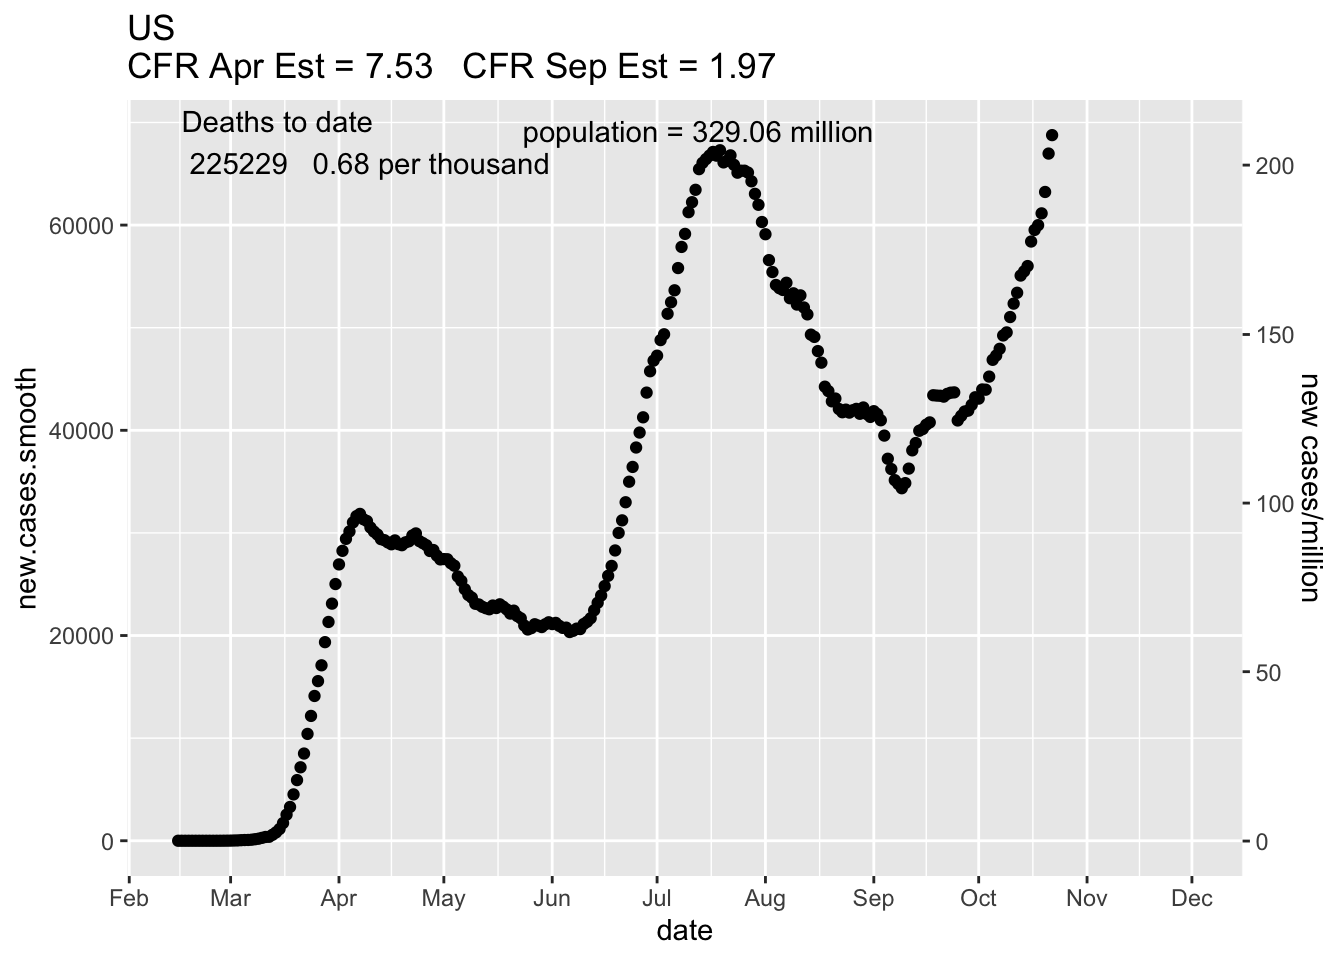 US
CFR Apr Est = 7.53   CFR Sep Est = 1.97
Deaths to date
population = 329.06 million
225229   0.68 per thousand
new.cases.smooth
60000
40000
20000
0
200
150
100
50
0
new cases/million
Feb Mar Apr May Jun Jul Aug Sep Oct Nov Dec
date